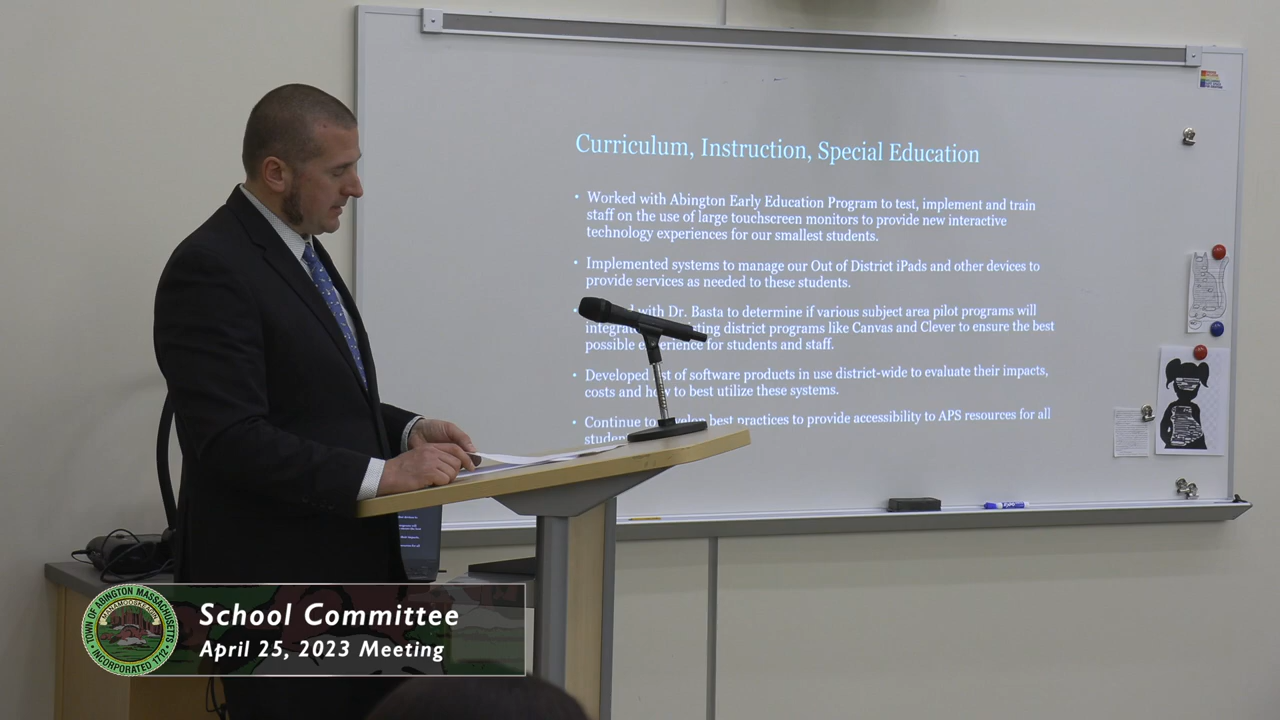 Curriculum, Instruction, Special Education
• Worked with Abington Early Education Program to test, implement and train
staff on the use of large touchscreen monitors to provide new interactive
technology experiences for our smallest students.
• Implemented systems to manage our Out of District iPads and other devices to
provide services as needed to these students.
with Dr. Basta to determine if various subject area pilot programs will
district programs like Canvas and Clever to ensure the best
possible for students and staff.
• Developed of software products in use district-wide to evaluate their impacts,
costs and to best utilize these systems.
• Continue best practices to provide accessibility to APS resources for all
TOWN OF ABINGTON MASSACHUSETTS
MANAMOOSKEAGIN
INCORPORATED 1712
School Committee
April 25, 2023 Meeting
EXPO